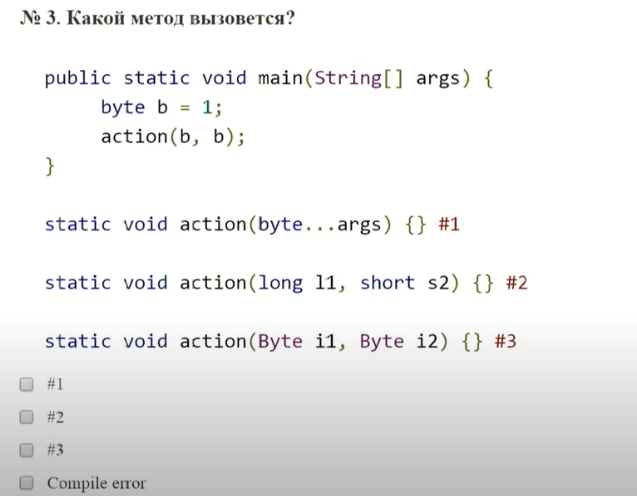 № 3. Какой метод вызовется?
public static void main(String[] args) {
byte b = 1;
action(b, b);
}
static void action(byte...args) {} #1
static void action(long l1, short s2) {} #2
static void action(Byte i1, Byte i2) {} #3
#1
#2
#3
Compile error